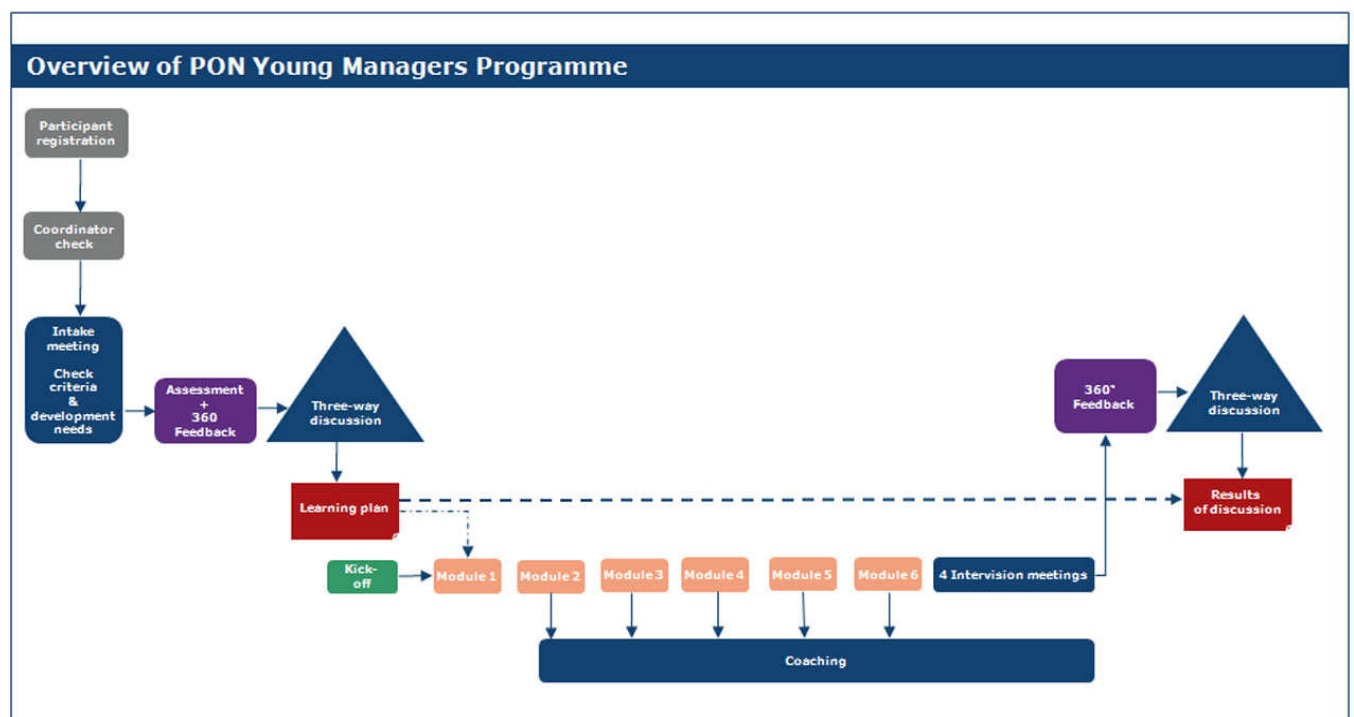 Overview of PON Young Managers Programme
Participant
registration
Coordinator
check
Intake
meeting
Check
criteria
&
development
needs
Assessment
+
360
Feedback
Three-way
discussion
Learning plan
Kick-
off
Module 1
Module 2
Module 3
Module 4
Module 5
Module 6
4 Intervision meetings
Coaching
360°
Feedback
Three-way
discussion
Results
of discussion